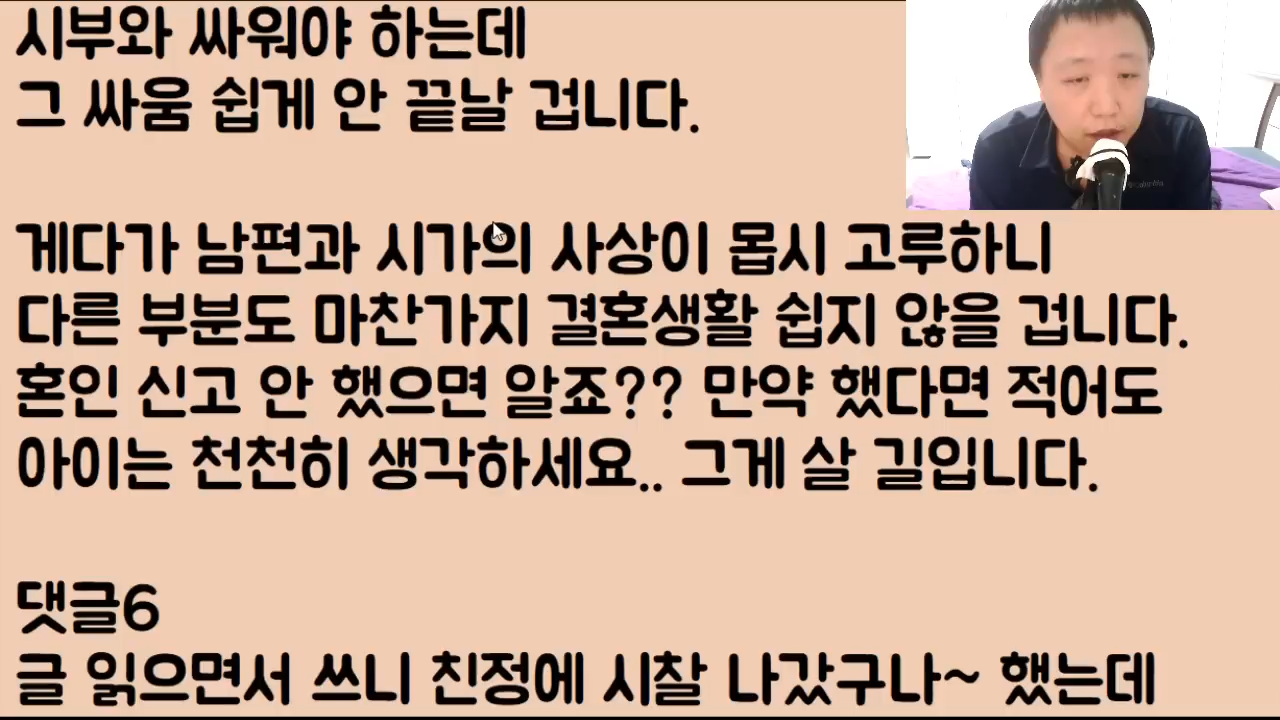 시부와 싸워야 하는데
그 싸움 쉽게 안 끝날 겁니다.
게다가 남편과 시가의 사상이 몹시 고루하니
다른 부분도 마찬가지 결혼생활 쉽지 않을 겁니다.
혼인 신고 안 했으면 알죠?? 만약 했다면 적어도
아이는 천천히 생각하세요.. 그게 살 길입니다.
댓글6
글 읽으면서 쓰니 친정에 시찰 나갔구나~ 했는데
Columbia